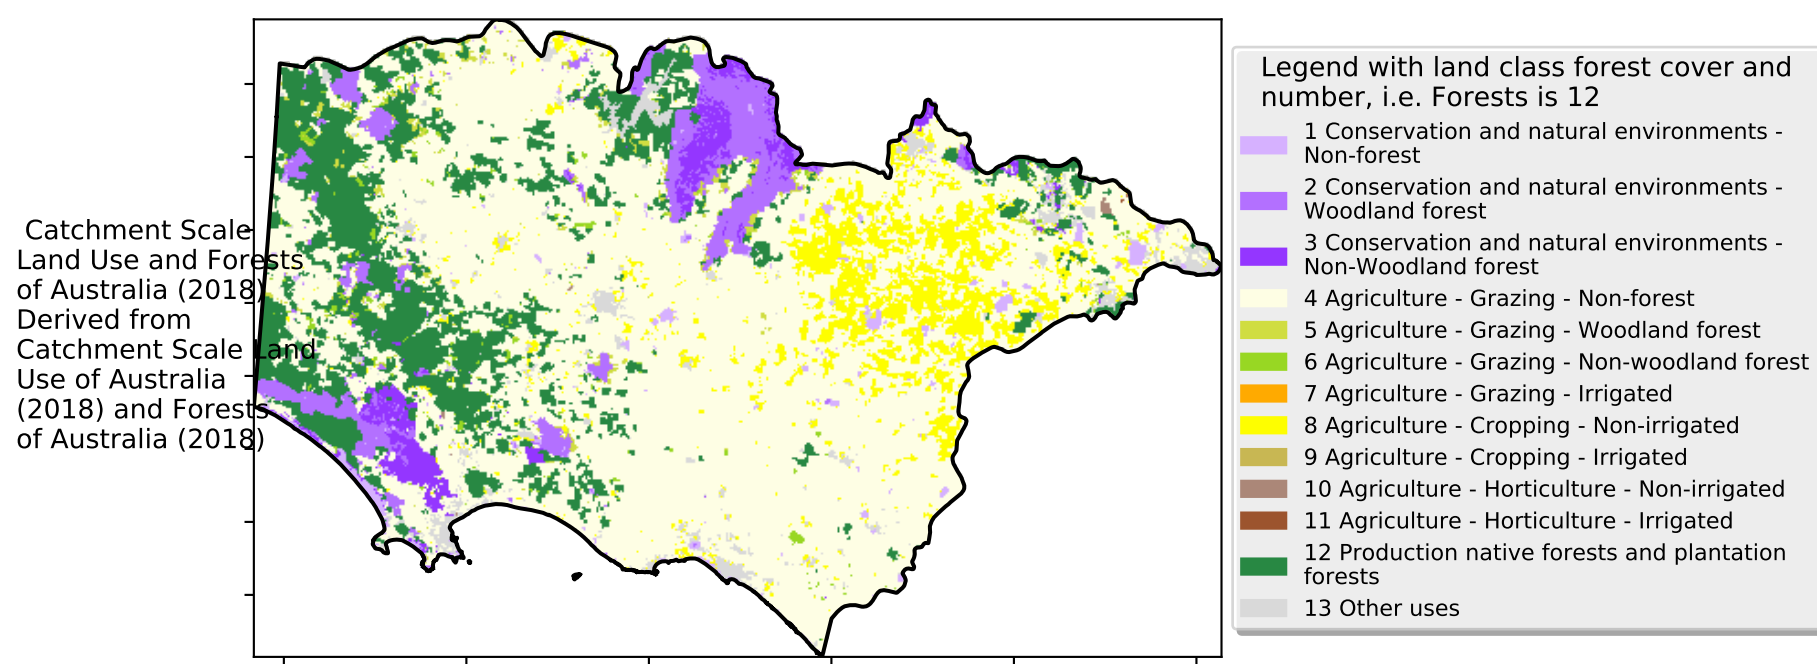 Catchment Scale
Land Use and Forests
of Australia (2018)
Derived from
Catchment Scale Land
Use of Australia
(2018) and Forests
of Australia (2018)
Legend with land class forest cover and
number, i.e. Forests is 12
1 Conservation and natural environments -
Non-forest
2 Conservation and natural environments -
Woodland forest
3 Conservation and natural environments -
Non-Woodland forest
4 Agriculture - Grazing - Non-forest
5 Agriculture - Grazing - Woodland forest
6 Agriculture - Grazing - Non-woodland forest
7 Agriculture - Grazing - Irrigated
8 Agriculture - Cropping - Non-irrigated
9 Agriculture - Cropping - Irrigated
10 Agriculture - Horticulture - Non-irrigated
11 Agriculture - Horticulture - Irrigated
12 Production native forests and plantation
forests
13 Other uses